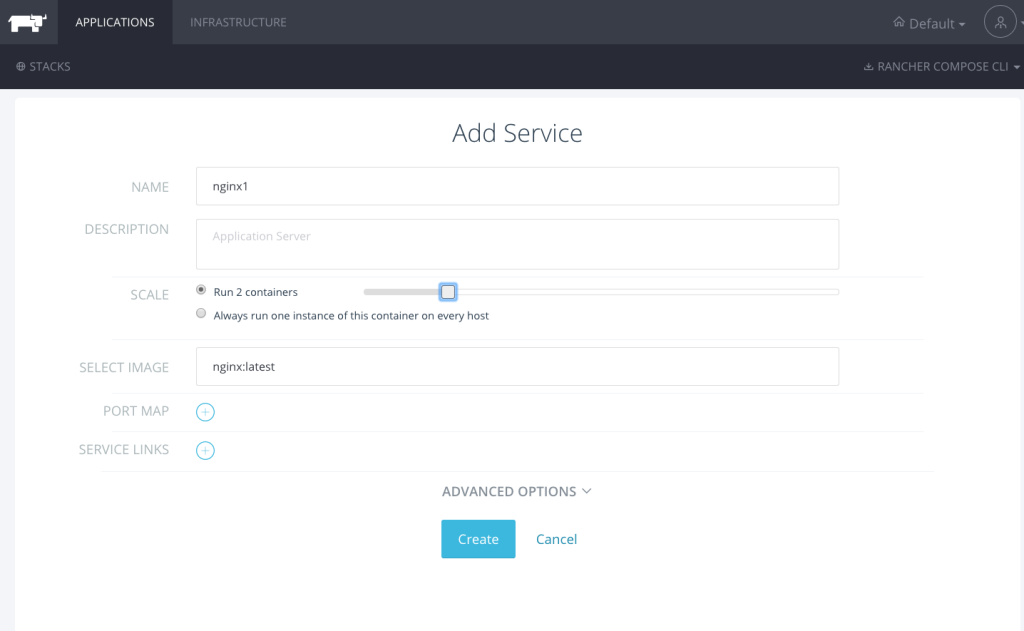 APPLICATIONS INFRASTRUCTURE Default
STACKS RANCHER COMPOSE CLI
Add Service
NAME nginx1
DESCRIPTION Application Server
SCALE Run 2 containers
Always run one instance of this container on every host
SELECT IMAGE nginx:latest
PORT MAP
SERVICE LINKS
ADVANCED OPTIONS
Create Cancel